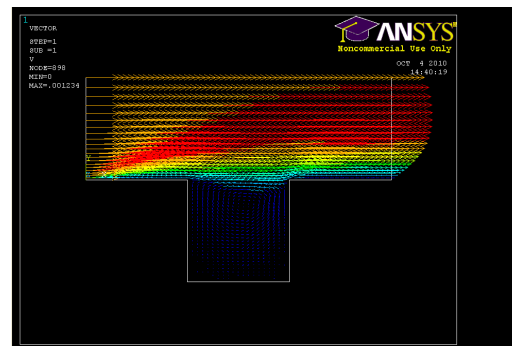 1
VECTOR
STEP=1
SUB =1
V
NODE=898
MIN=0
MAX=.001234
ANSYS
Noncommercial Use Only
OCT 4 2010
14:40:19
Y